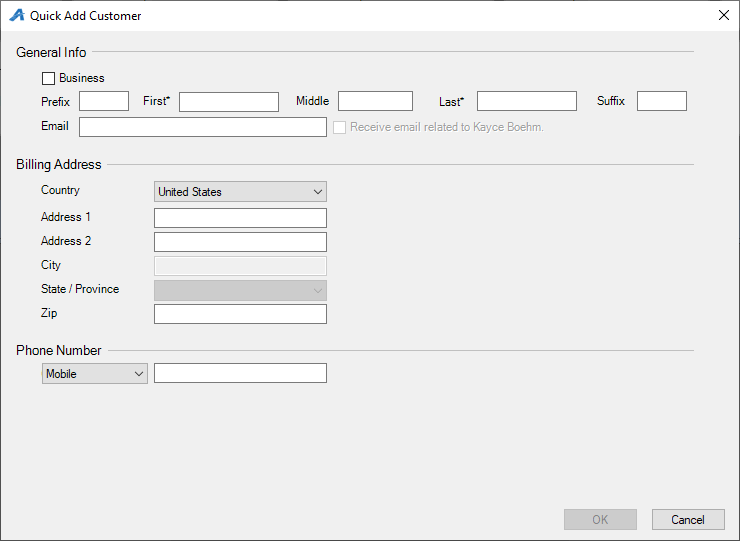 Quick Add Customer
General Info
Business
Prefix First* Middle Last* Suffix
Email Receive email related to Kayce Boehm.
Billing Address
Country United States
Address 1
Address 2
City
State / Province
Zip
Phone Number
Mobile
OK Cancel